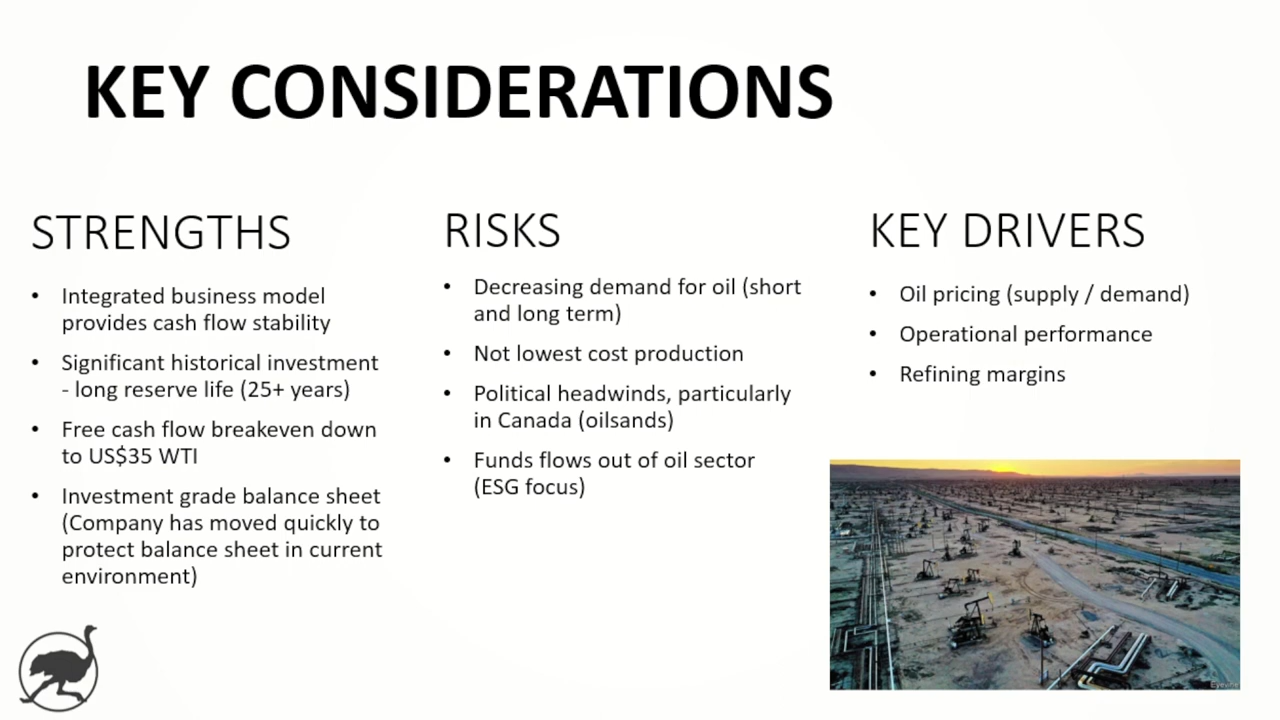 KEY CONSIDERATIONS
STRENGTHS
• Integrated business model
provides cash flow stability
• Significant historical investment
- long reserve life (25+ years)
• Free cash flow breakeven down
to US$35 WTI
• Investment grade balance sheet
(Company has moved quickly to
protect balance sheet in current
environment)
RISKS
• Decreasing demand for oil (short
and long term)
• Not lowest cost production
• Political headwinds, particularly
in Canada (oilsands)
• Funds flows out of oil sector
(ESG focus)
KEY DRIVERS
• Oil pricing (supply / demand)
• Operational performance
• Refining margins